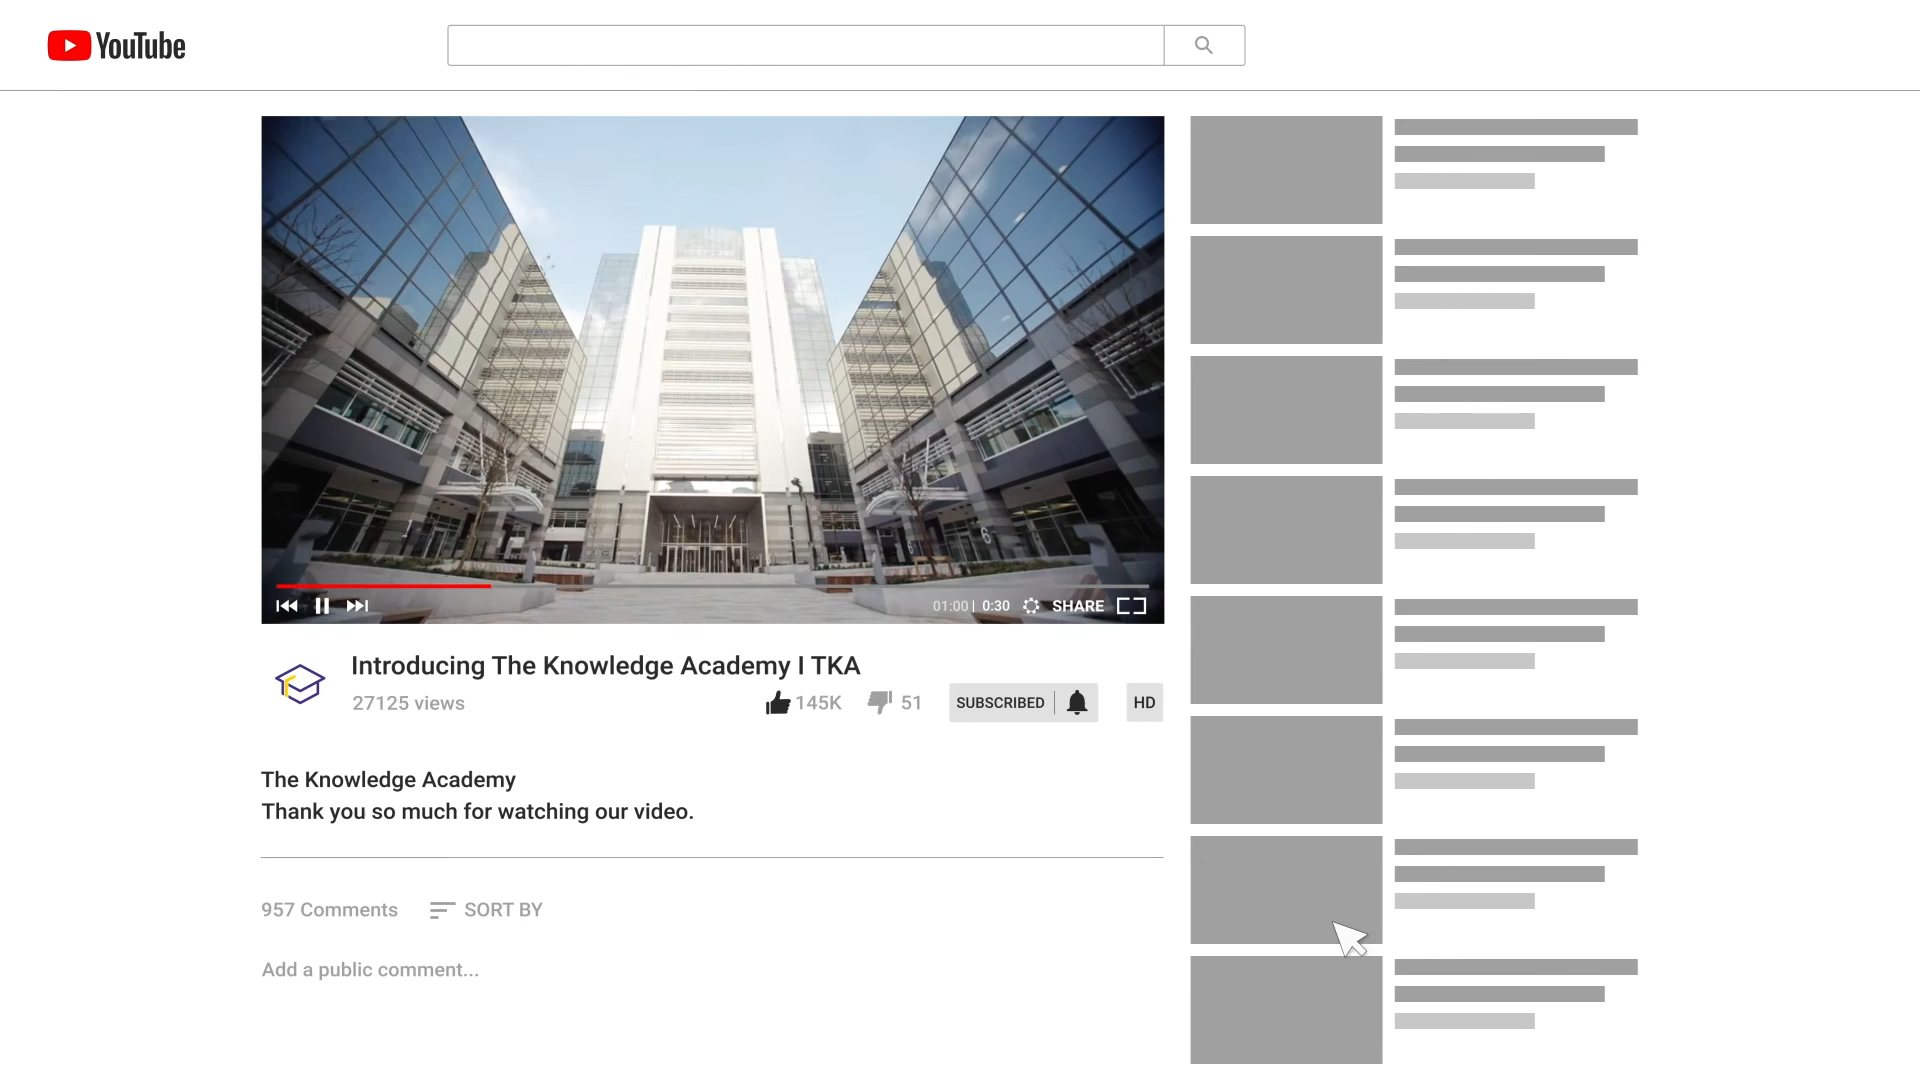 YouTube
01:00 | 0:30 SHARE
Introducing The Knowledge Academy I TKA
27125 views
145K
51
SUBSCRIBED
HD
The Knowledge Academy
Thank you so much for watching our video.
957 Comments
SORT BY
Add a public comment...